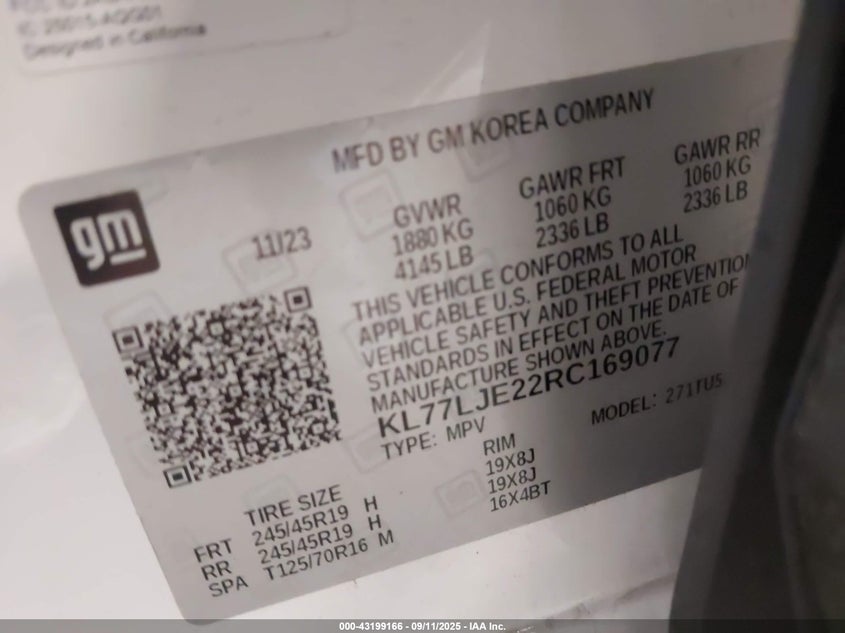 IC 25015-AQG01
Designed in California
gm
MFD BY GM KOREA COMPANY
11/23
GVWR
1880 KG
4145 LB
GAWR FRT
1060 KG
2336 LB
GAWR RR
1060 KG
2336 LB
THIS VEHICLE CONFORMS TO ALL
APPLICABLE U.S. FEDERAL MOTOR
VEHICLE SAFETY AND THEFT PREVENTION
STANDARDS IN EFFECT ON THE DATE OF
MANUFACTURE SHOWN ABOVE.
KL77LJE22RC169077
TYPE: MPV
MODEL: 271TU5
TIRE SIZE RIM
FRT 245/45R19 H 19X8J
RR 245/45R19 H 19X8J
SPA T125/70R16 M 16X4BT
000-43199166 - 09/11/2025 - IAA Inc.